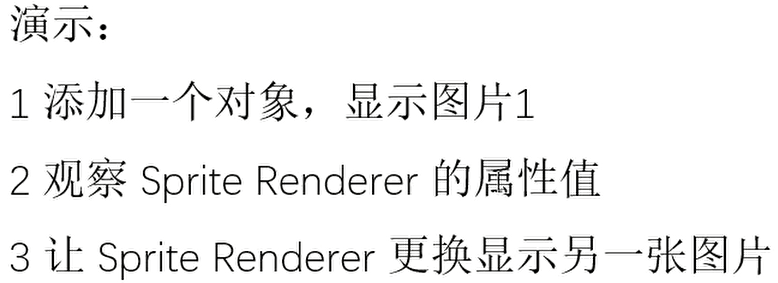 演示：
1 添加一个对象，显示图片1
2 观察 Sprite Renderer 的属性值
3 让 Sprite Renderer 更换显示另一张图片